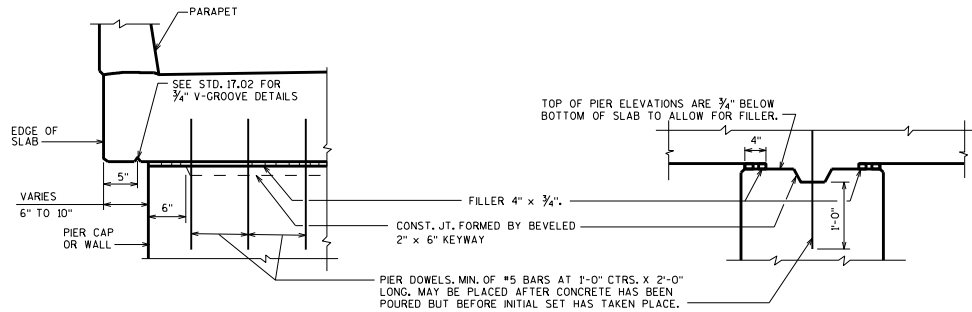 PARAPET
SEE STD. 17.02 FOR
¾" V-GROOVE DETAILS
EDGE OF
SLAB
5"
VARIES
6" TO 10"
6"
PIER CAP
OR WALL
TOP OF PIER ELEVATIONS ARE ¾" BELOW
BOTTOM OF SLAB TO ALLOW FOR FILLER.
4"
FILLER 4" x ¾".
CONST. JT. FORMED BY BEVELED
2" x 6" KEYWAY
1'-0"
PIER DOWELS. MIN. OF #5 BARS AT 1'-0" CTRS. X 2'-0"
LONG. MAY BE PLACED AFTER CONCRETE HAS BEEN
POURED BUT BEFORE INITIAL SET HAS TAKEN PLACE.